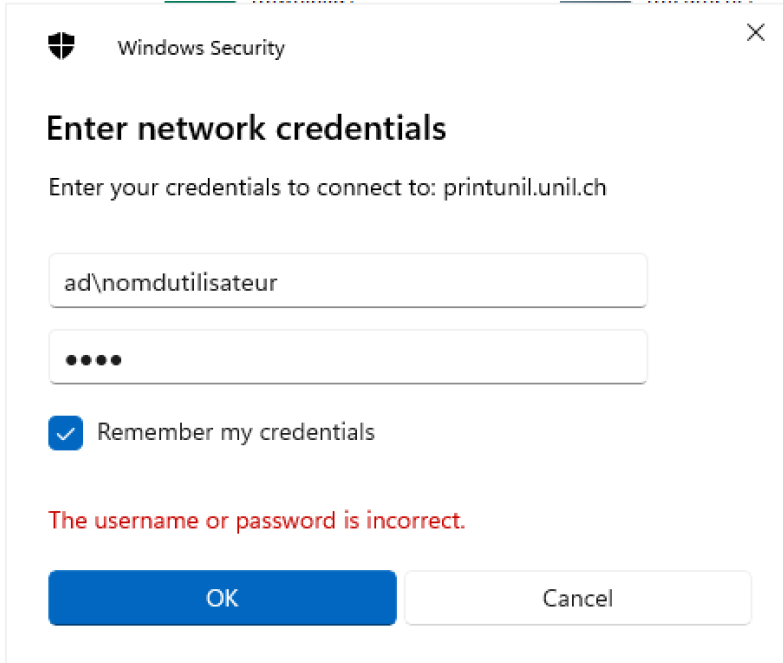 Windows Security
Enter network credentials
Enter your credentials to connect to: printunil.unil.ch
ad\nomdutilisateur
••••
Remember my credentials
The username or password is incorrect.
OK
Cancel